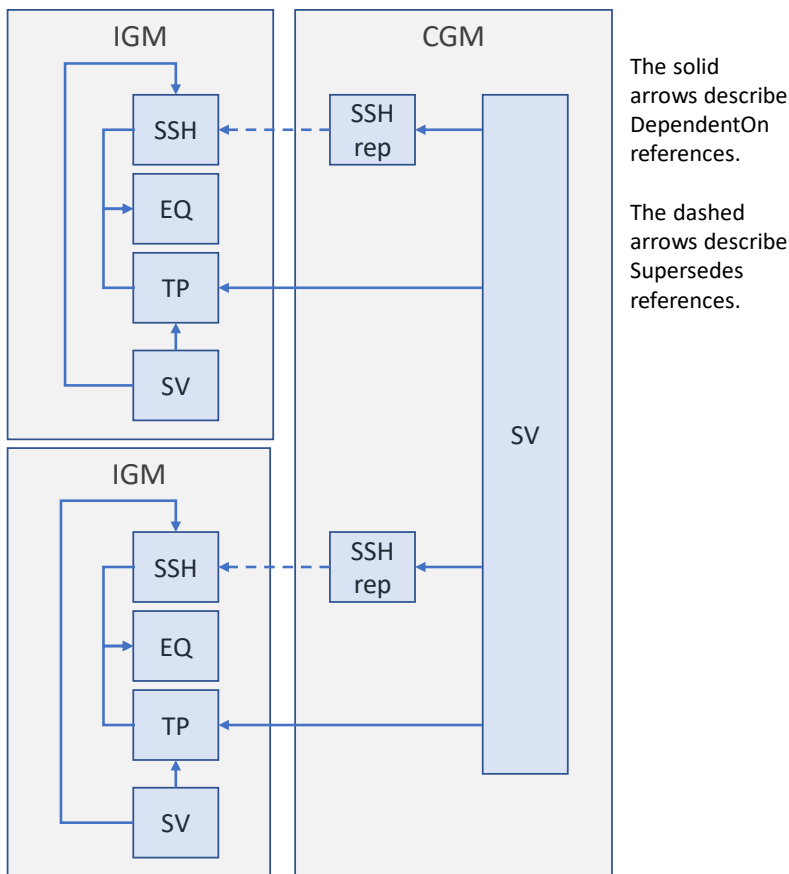 IGM
SSH
EQ
TP
SV
IGM
SSH
EQ
TP
SV
CGM
SSH
rep
SSH
rep
SV
The solid
arrows describe
DependentOn
references.
The dashed
arrows describe
Supersedes
references.